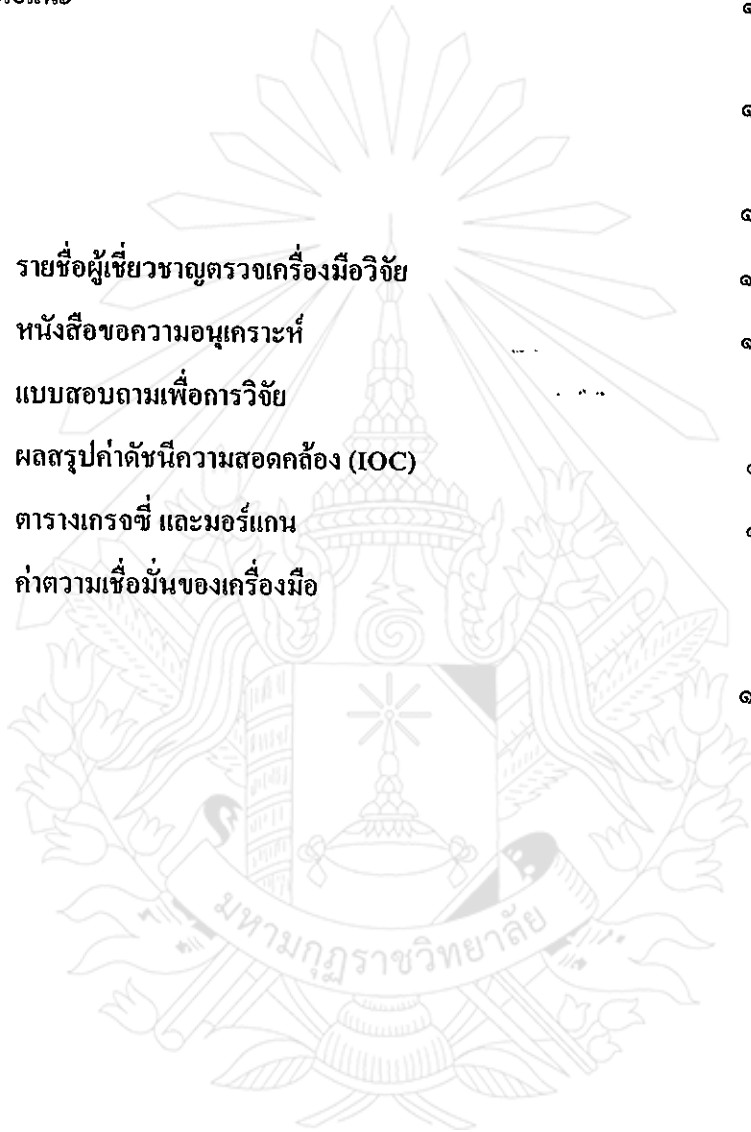 ๑
๑
๑
รายชื่อผู้เชี่ยวชาญตรวจเครื่องมือวิจัย ๑
หนังสือขอความอนุเคราะห์ ๑
แบบสอบถามเพื่อการวิจัย
ผลสรุปค่าดัชนีความสอดคล้อง (IOC)
ตารางเกรจซี่ และมอร์แกน
ค่าตวามเชื่อมั่นของเครื่องมือ
๑
มหามกุฏราชวิทยาลัย